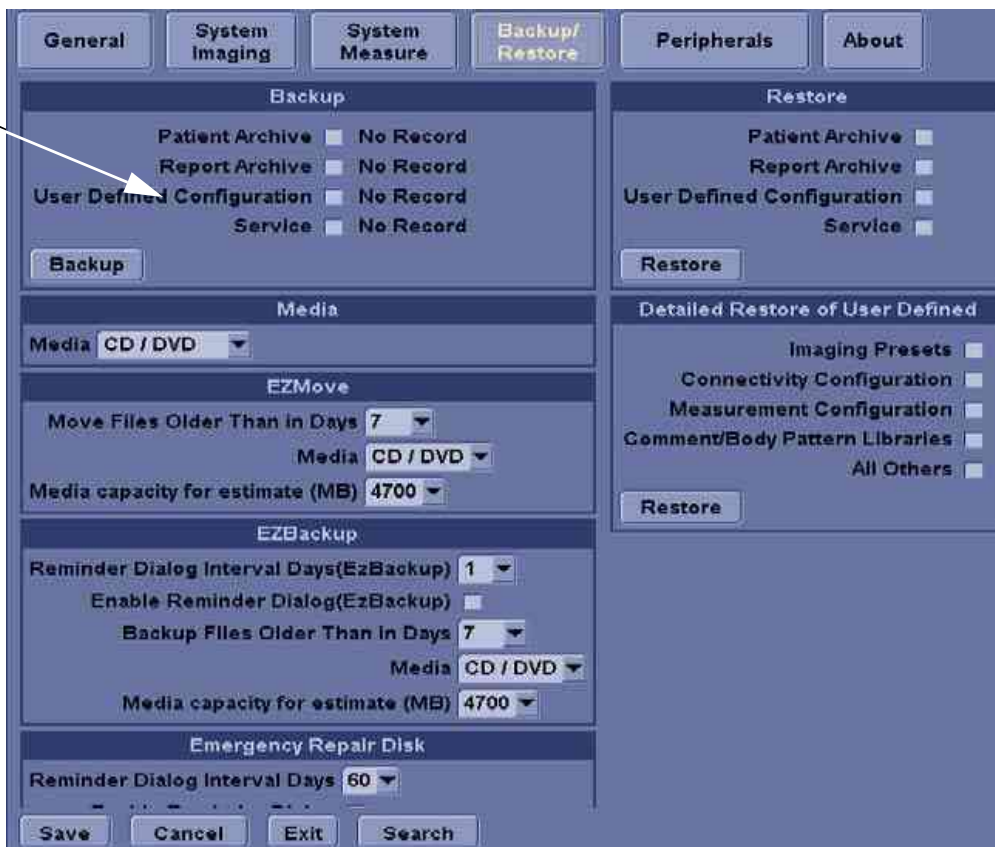 General
System Imaging
System Measure
Backup/ Restore
Peripherals
About
Backup
Patient Archive No Record
Report Archive No Record
User Defined Configuration No Record
Service No Record
Backup
Media
Media CD / DVD
EZMove
Move Files Older Than in Days 7
Media CD / DVD
Media capacity for estimate (MB) 4700
EZBackup
Reminder Dialog Interval Days(EzBackup) 1
Enable Reminder Dialog(EzBackup)
Backup Files Older Than in Days 7
Media CD / DVD
Media capacity for estimate (MB) 4700
Emergency Repair Disk
Reminder Dialog Interval Days 60
Restore
Patient Archive
Report Archive
User Defined Configuration
Service
Restore
Detailed Restore of User Defined
Imaging Presets
Connectivity Configuration
Measurement Configuration
Comment/Body Pattern Libraries
All Others
Restore
Save
Cancel
Exit
Search